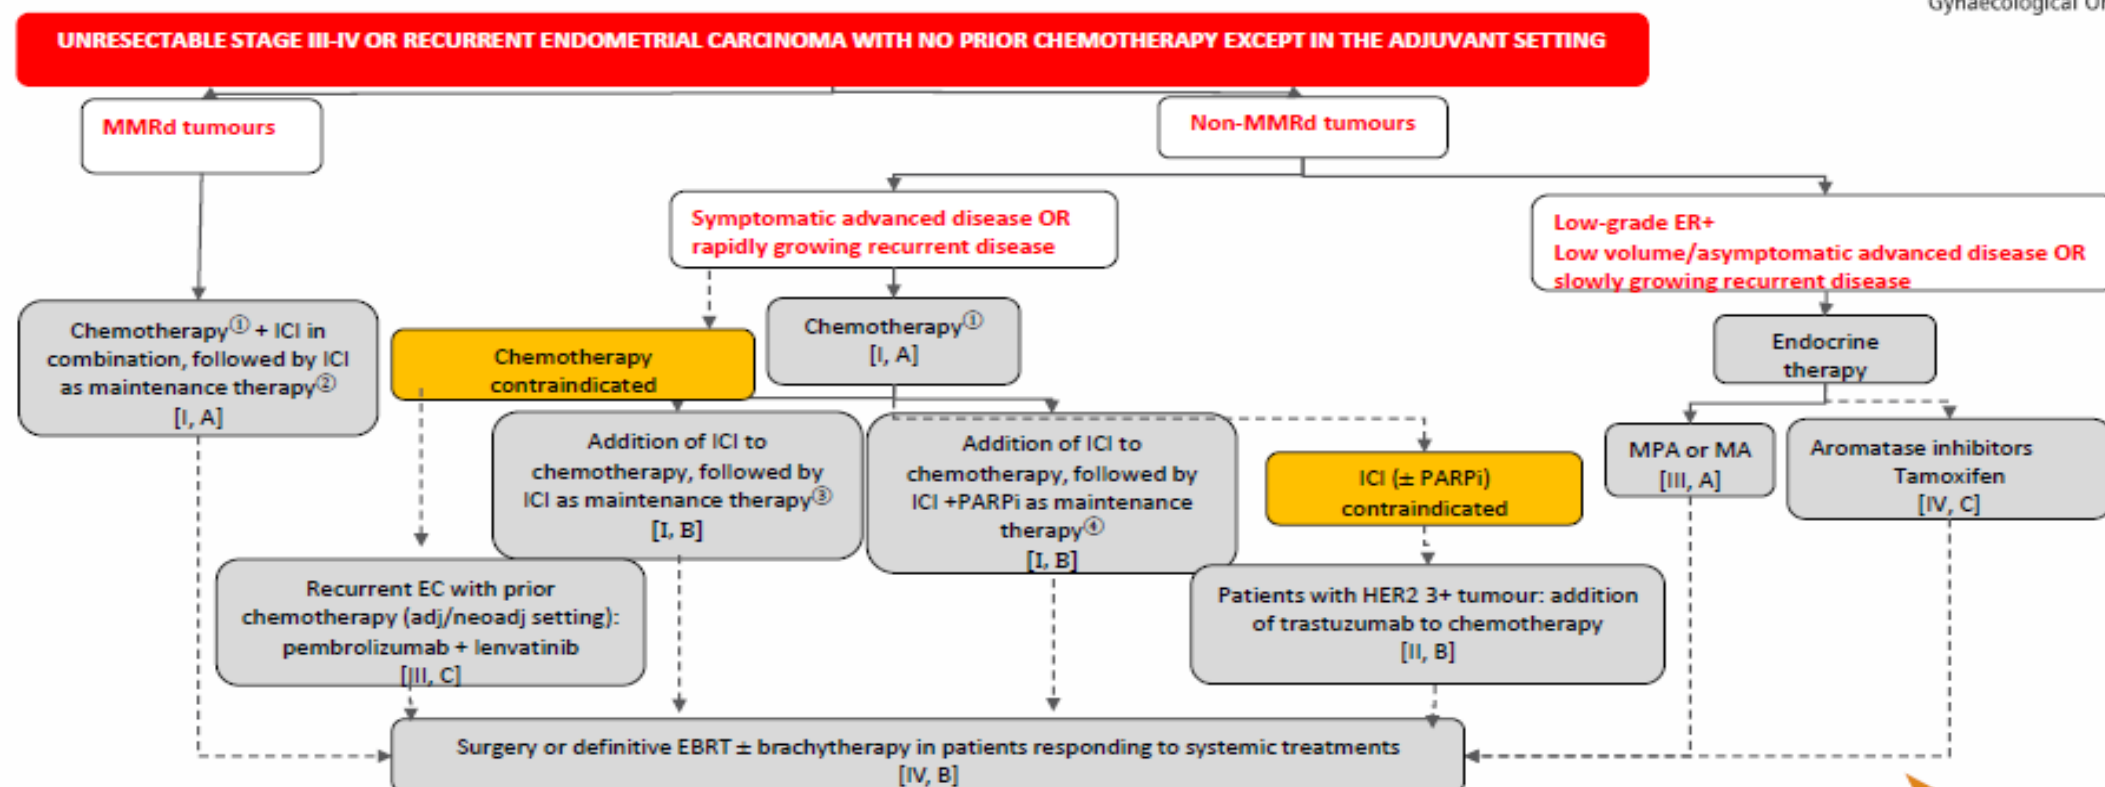 Gynaecological
UNRESECTABLE STAGE III-IV OR RECURRENT ENDOMETRIAL CARCINOMA WITH NO PRIOR CHEMOTHERAPY EXCEPT IN THE ADJUVANT SETTING
MMRd tumours
Non-MMRd tumours
Symptomatic advanced disease OR
rapidly growing recurrent disease
Low-grade ER+
Low volume/asymptomatic advanced disease OR
slowly growing recurrent disease
Chemotherapy① + ICI in
combination, followed by ICI
as maintenance therapy②
[I, A]
Chemotherapy
contraindicated
Chemotherapy①
[I, A]
Endocrine
therapy
Addition of ICI to
chemotherapy, followed by
ICI as maintenance therapy③
[I, B]
Addition of ICI to
chemotherapy, followed by
ICI +PARPi as maintenance
therapy④
[I, B]
ICI (± PARPi)
contraindicated
MPA or MA
[III, A]
Aromatase inhibitors
Tamoxifen
[IV, C]
Recurrent EC with prior
chemotherapy (adj/neoadj setting):
pembrolizumab + lenvatinib
[III, C]
Patients with HER2 3+ tumour: addition
of trastuzumab to chemotherapy
[II, B]
Surgery or definitive EBRT ± brachytherapy in patients responding to systemic treatments
[IV, B]